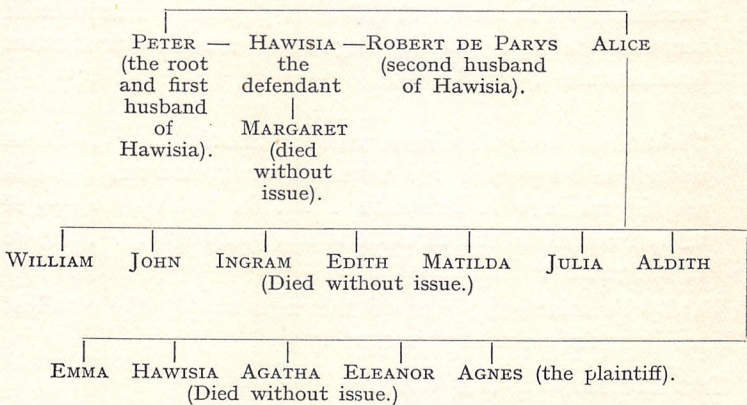 PETER — HAWISIA —ROBERT DE PARYS ALICE
(the root the (second husband
and first defendant of Hawisia).
husband
of MARGARET
Hawisia). (died
without
issue).
WILLIAM JOHN INGRAM EDITH MATILDA JULIA ALDITH
(Died without issue.)
EMMA HAWISIA AGATHA ELEANOR AGNES (the plaintiff).
(Died without issue.)